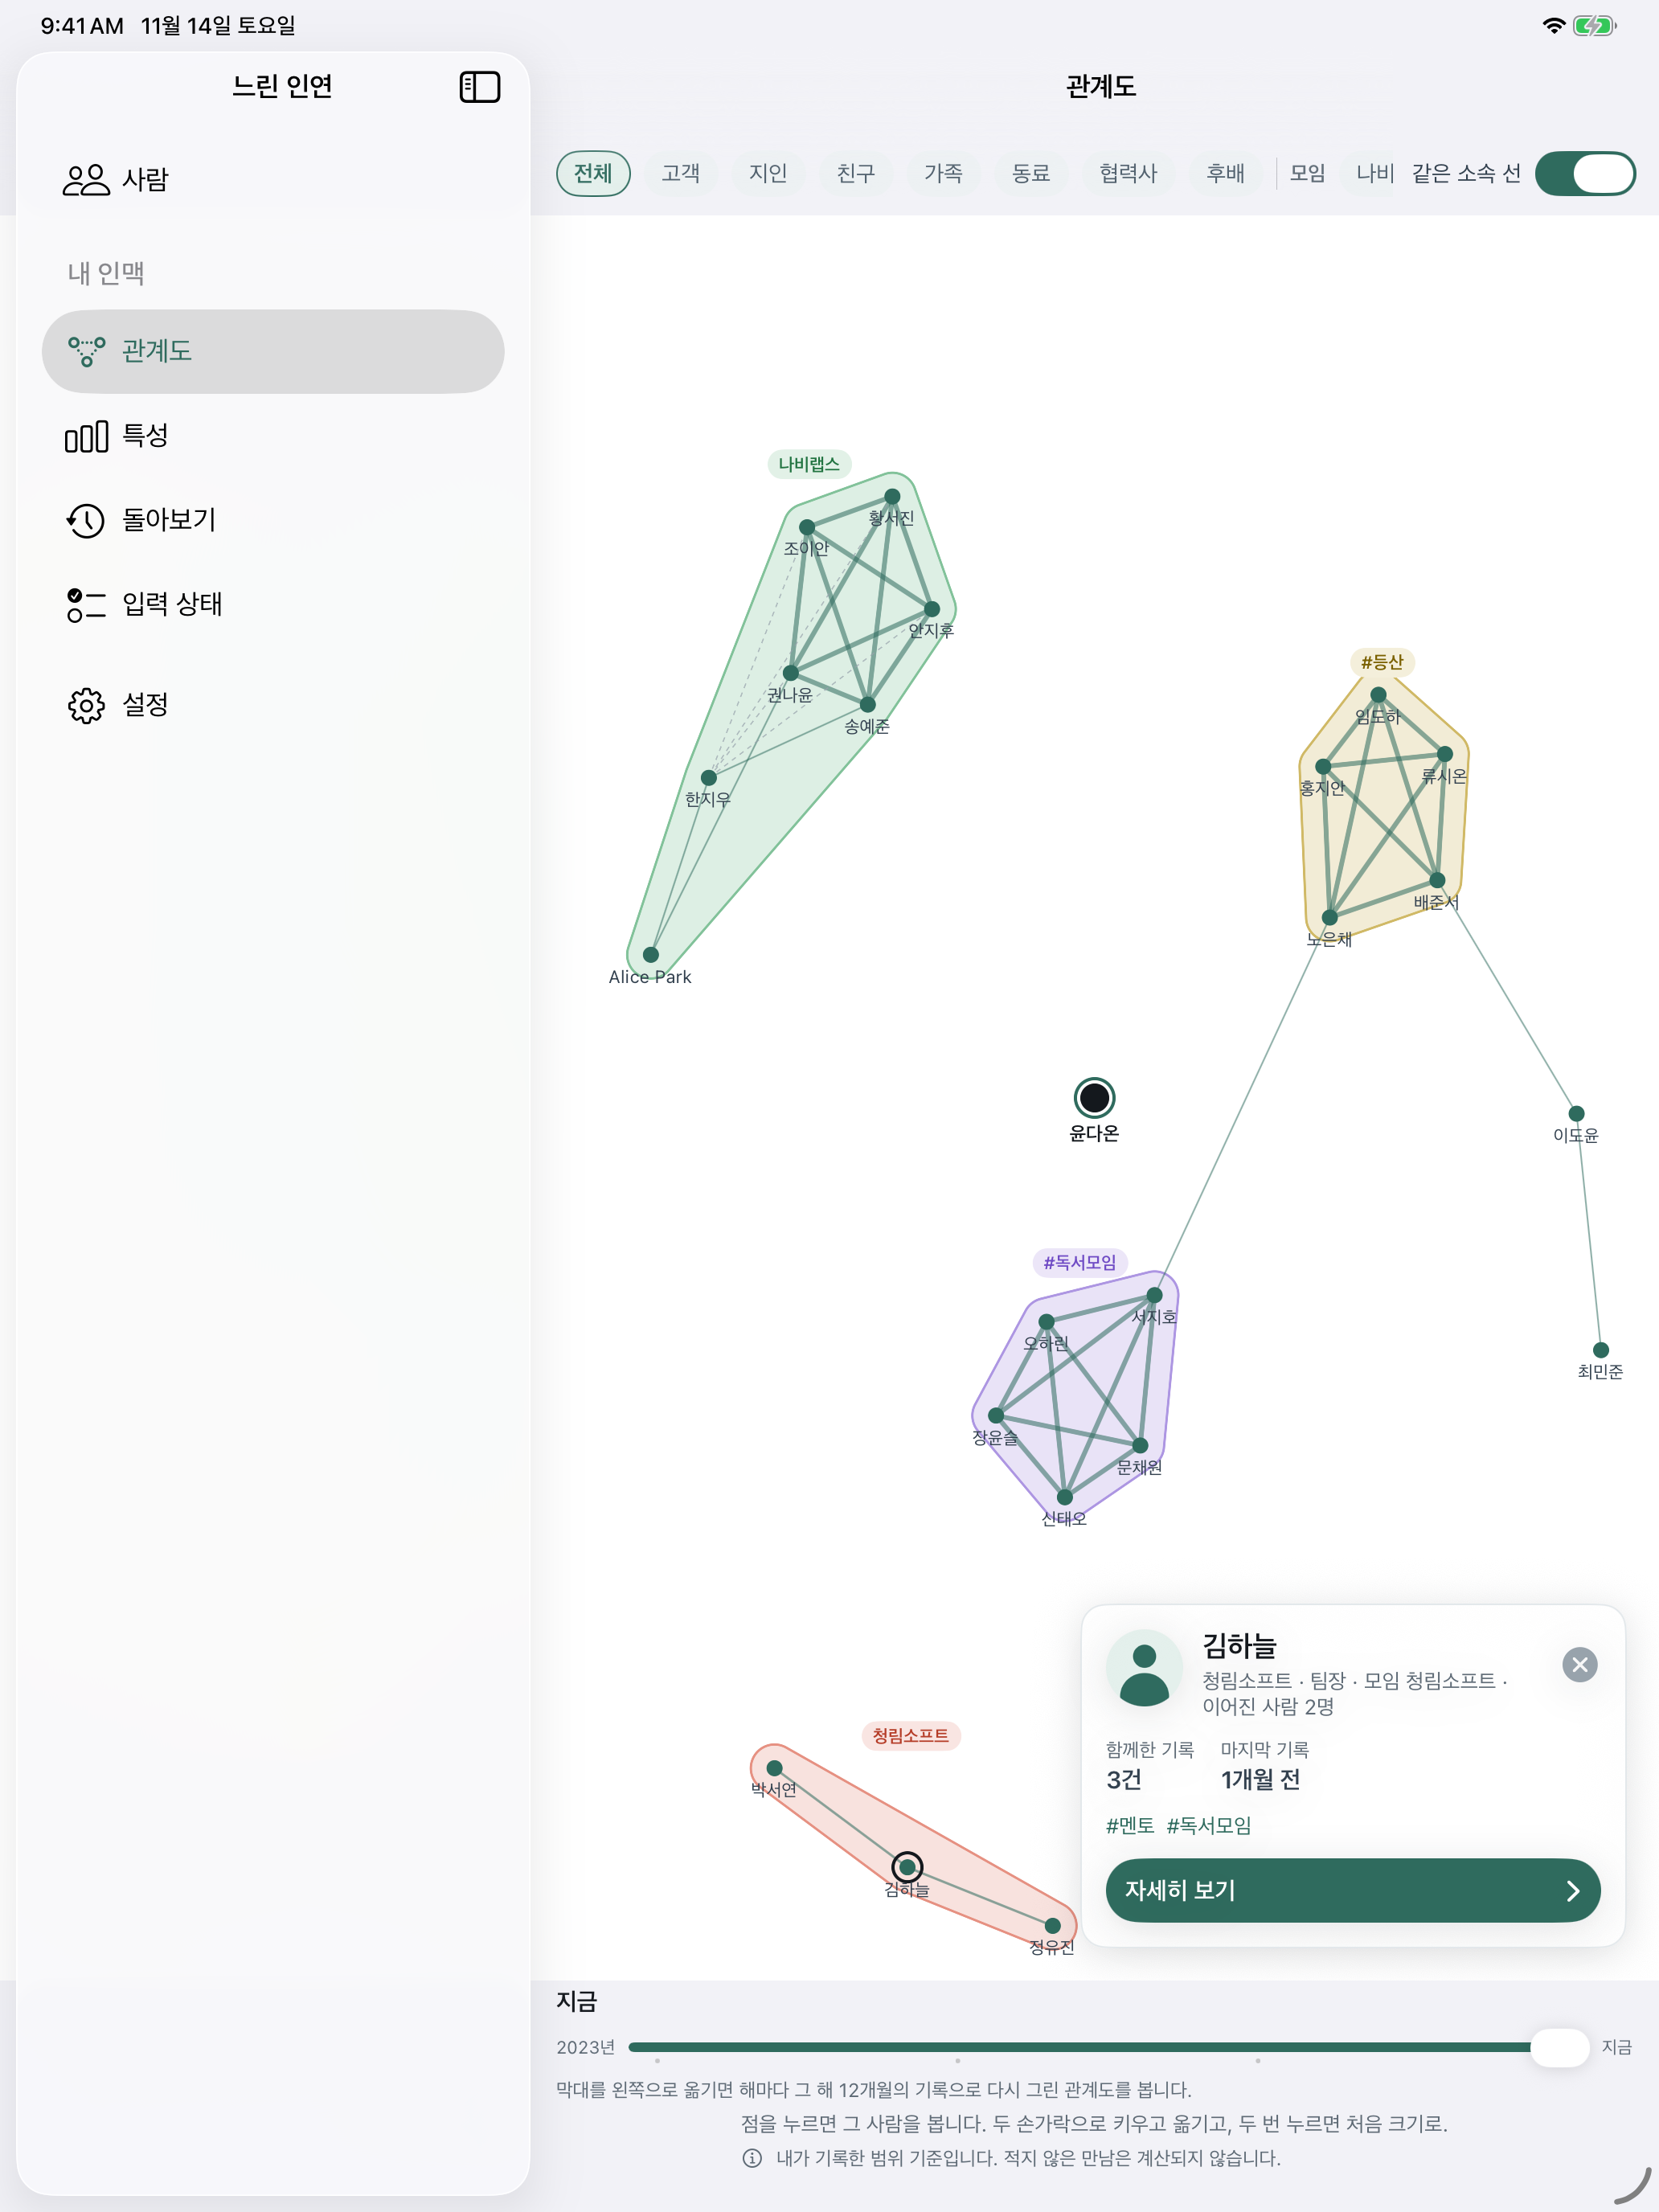 9:41 AM 11월 14일 토요일
느린 인연
사람
내 인맥
관계도
특성
돌아보기
입력 상태
설정
관계도
전체 고객 지인 친구 가족 동료 협력사 후배 모임 나비 같은 소속 선
나비랩스
황서진
조이안
안지후
권나윤
송예준
한지우
Alice Park
#등산
임도하
류시온
홍지안
배준서
노은채
윤다온
이도윤
최민준
#독서모임
서지호
오하린
장윤슬
문채원
신태오
청림소프트
박서연
김하늘
정유진
김하늘
청림소프트 · 팀장 · 모임 청림소프트 ·
이어진 사람 2명
함께한 기록 마지막 기록
3건 1개월 전
#멘토 #독서모임
자세히 보기
지금
2023년 지금
막대를 왼쪽으로 옮기면 해마다 그 해 12개월의 기록으로 다시 그린 관계도를 봅니다.
점을 누르면 그 사람을 봅니다. 두 손가락으로 키우고 옮기고, 두 번 누르면 처음 크기로.
내가 기록한 범위 기준입니다. 적지 않은 만남은 계산되지 않습니다.